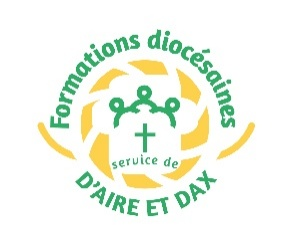 Formations diocésaines
service de
D'AIRE ET DAX